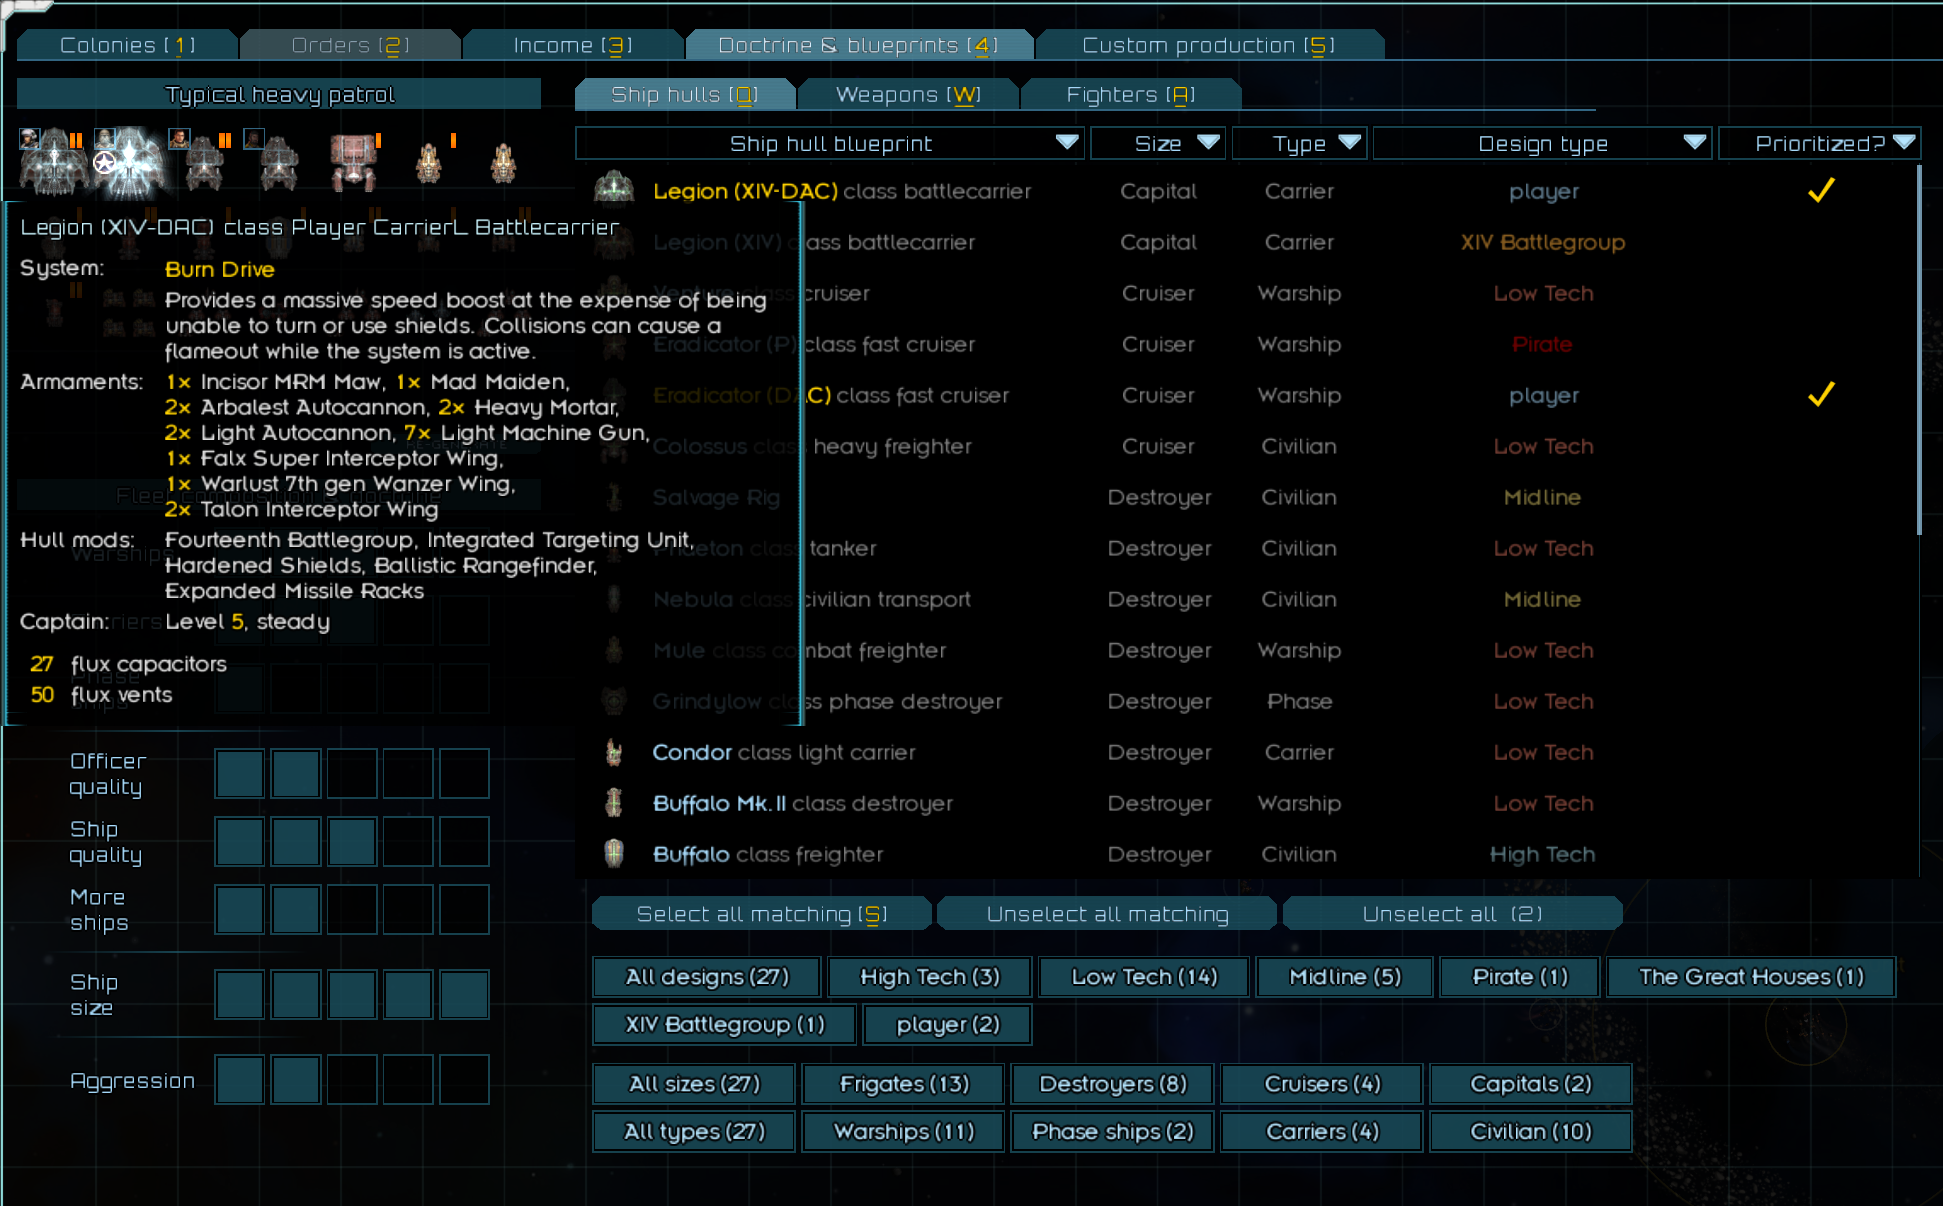 Colonies [1]
Orders [2]
Income [3]
Doctrine & blueprints [4]
Custom production [5]
Typical heavy patrol
Ship hulls [Q]
Weapons [W]
Fighters [A]
Ship hull blueprint
Size
Type
Design type
Prioritized?
Legion (XIV-DAC) class Player CarrierL Battlecarrier
System: Burn Drive
Provides a massive speed boost at the expense of being
unable to turn or use shields. Collisions can cause a
flameout while the system is active.
Armaments: 1x Incisor MRM Maw, 1x Mad Maiden,
2x Arbalest Autocannon, 2x Heavy Mortar,
2x Light Autocannon, 7x Light Machine Gun,
1x Falx Super Interceptor Wing,
1x Warlust 7th gen Wanzer Wing,
2x Talon Interceptor Wing
Hull mods: Fourteenth Battlegroup, Integrated Targeting Unit,
Hardened Shields, Ballistic Rangefinder,
Expanded Missile Racks
Captain: Level 5, steady
27 flux capacitors
50 flux vents
Legion (XIV-DAC) class battlecarrier Capital Carrier player
Legion (XIV) class battlecarrier Capital Carrier XIV Battlegroup
Venture class cruiser Cruiser Warship Low Tech
Eradicator (P) class fast cruiser Cruiser Warship Pirate
Eradicator (DAC) class fast cruiser Cruiser Warship player
Colossus class heavy freighter Cruiser Civilian Low Tech
Salvage Rig Destroyer Civilian Midline
Phaeton class tanker Destroyer Civilian Low Tech
Nebula class civilian transport Destroyer Civilian Midline
Mule class combat freighter Destroyer Warship Low Tech
Grindylow class phase destroyer Destroyer Phase Low Tech
Condor class light carrier Destroyer Carrier Low Tech
Buffalo Mk.II class destroyer Destroyer Warship Low Tech
Buffalo class freighter Destroyer Civilian High Tech
Fleet composition & doctrine
Warships
Carriers
Phase
ships
Officer
quality
Ship
quality
More
ships
Ship
size
Aggression
Select all matching [S]
Unselect all matching
Unselect all (2)
All designs (27)
High Tech (3)
Low Tech (14)
Midline (5)
Pirate (1)
The Great Houses (1)
XIV Battlegroup (1)
player (2)
All sizes (27)
Frigates (13)
Destroyers (8)
Cruisers (4)
Capitals (2)
All types (27)
Warships (11)
Phase ships (2)
Carriers (4)
Civilian (10)